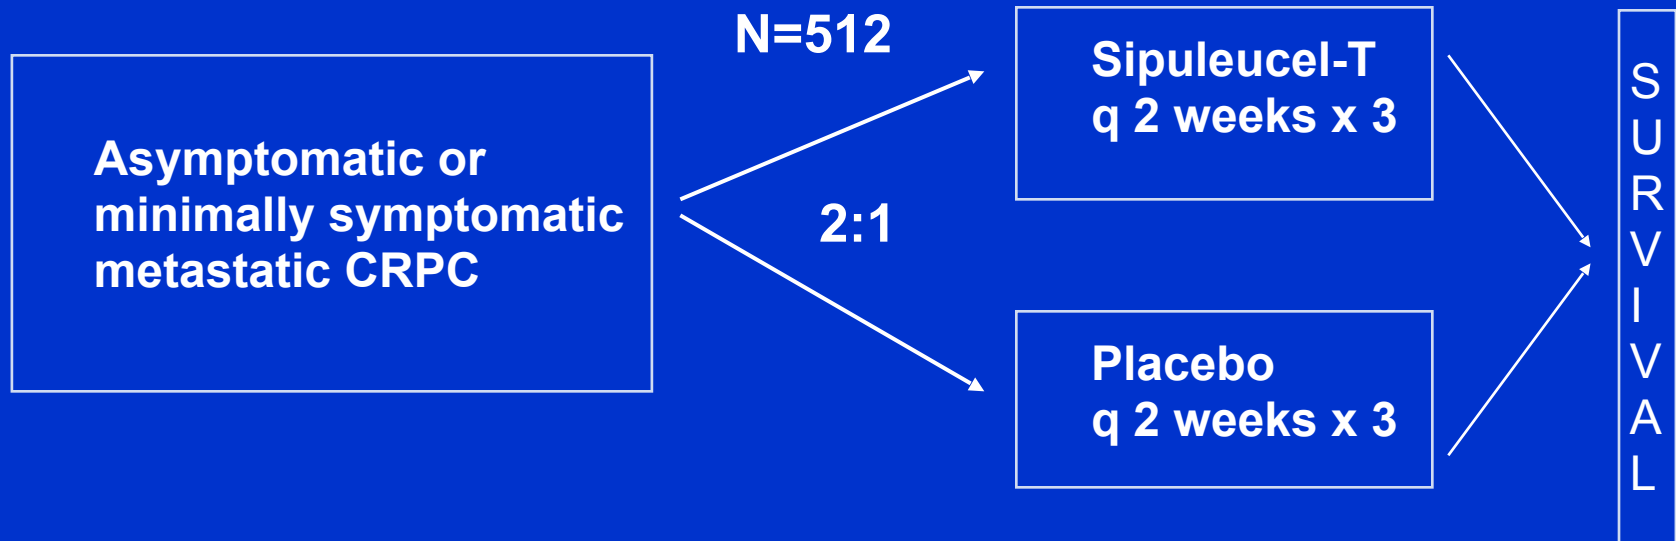 N=512
Asymptomatic or
minimally symptomatic
metastatic CRPC
2:1
Sipuleucel-T
q 2 weeks x 3
Placebo
q 2 weeks x 3
S
U
R
V
I
V
A
L